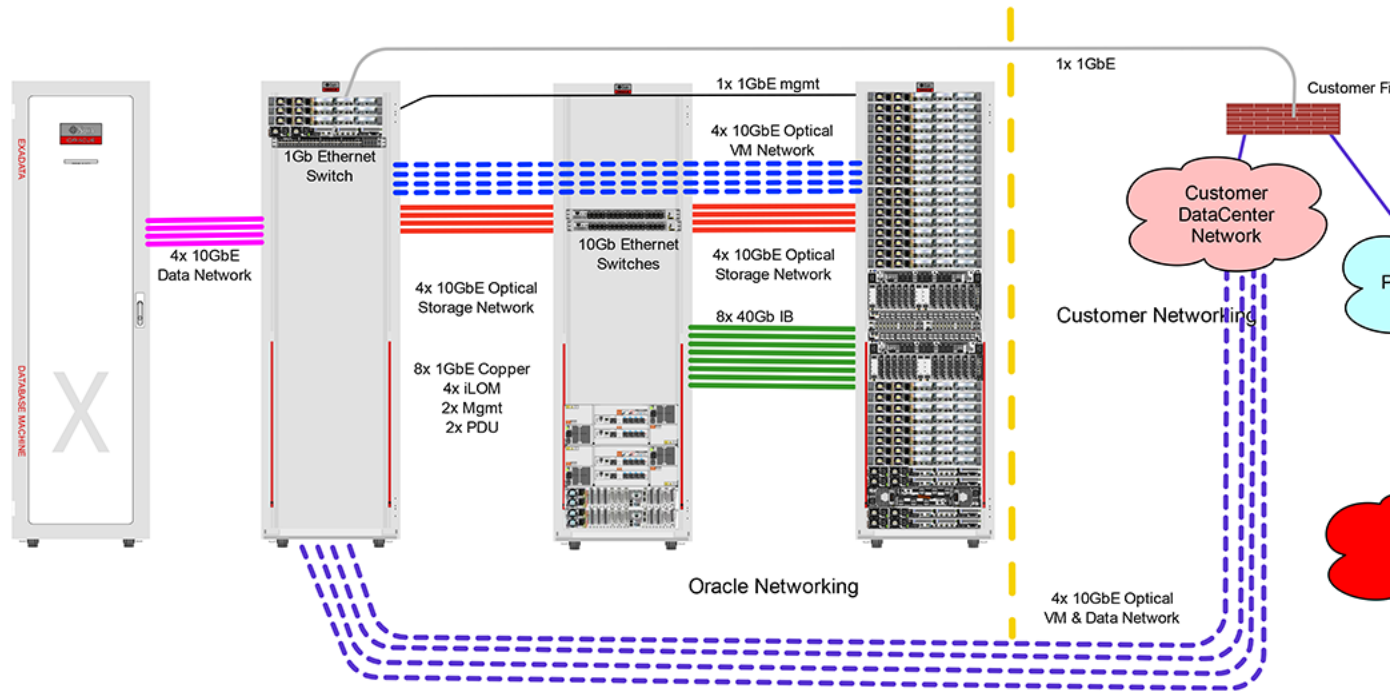 1x 1GbE
Customer Fi
1x 1GbE mgmt
EXADATA
ORACLE
1Gb Ethernet
Switch
4x 10GbE Optical
VM Network
Customer
DataCenter
Network
4x 10GbE
Data Network
10Gb Ethernet
Switches
4x 10GbE Optical
Storage Network
4x 10GbE Optical
Storage Network
P
8x 40Gb IB
Customer Networking
8x 1GbE Copper
4x iLOM
2x Mgmt
2x PDU
DATABASE MACHINE
X
Oracle Networking
4x 10GbE Optical
VM & Data Network